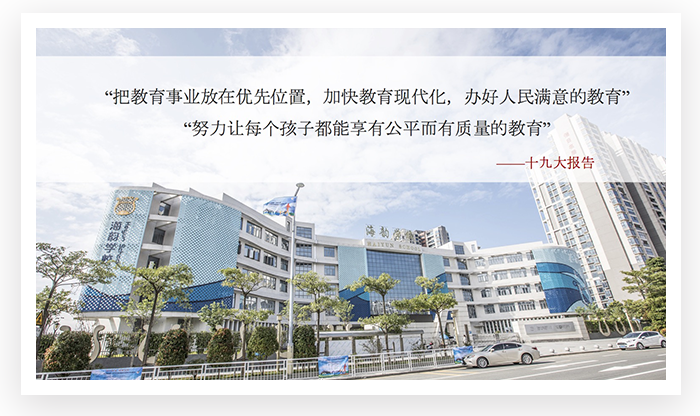 “把教育事业放在优先位置，加快教育现代化，办好人民满意的教育”
“努力让每个孩子都能享有公平而有质量的教育”
——十九大报告
海韵学校
海韵学校
HAIYUN SCHOOL